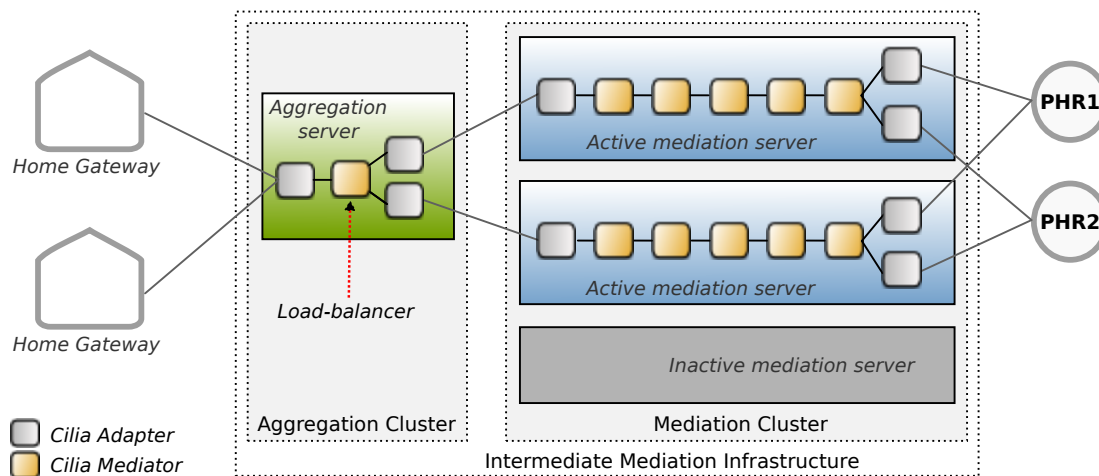 Home Gateway
Home Gateway
Aggregation
server
Load-balancer
Aggregation Cluster
Active mediation server
Active mediation server
Inactive mediation server
Mediation Cluster
Intermediate Mediation Infrastructure
PHR1
PHR2
Cilia Adapter
Cilia Mediator